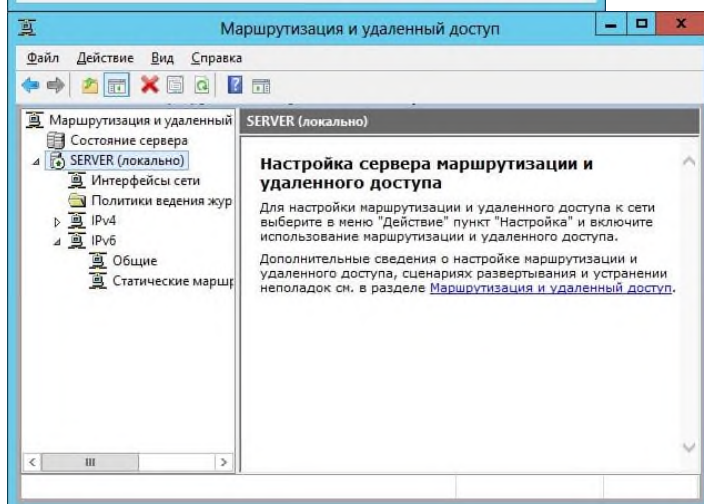 Маршрутизация и удаленный доступ
Файл Действие Вид Справка
Маршрутизация и удаленный
Состояние сервера
SERVER (локально)
Интерфейсы сети
Политики ведения жур
IPv4
IPv6
Общие
Статические маршр
SERVER (локально)
Настройка сервера маршрутизации и
удаленного доступа
Для настройки маршрутизации и удаленного доступа к сети
выберите в меню "Действие" пункт "Настройка" и включите
использование маршрутизации и удаленного доступа.
Дополнительные сведения о настройке маршрутизации и
удаленного доступа, сценариях развертывания и устранении
неполадок см. в разделе Маршрутизация и удаленный доступ.